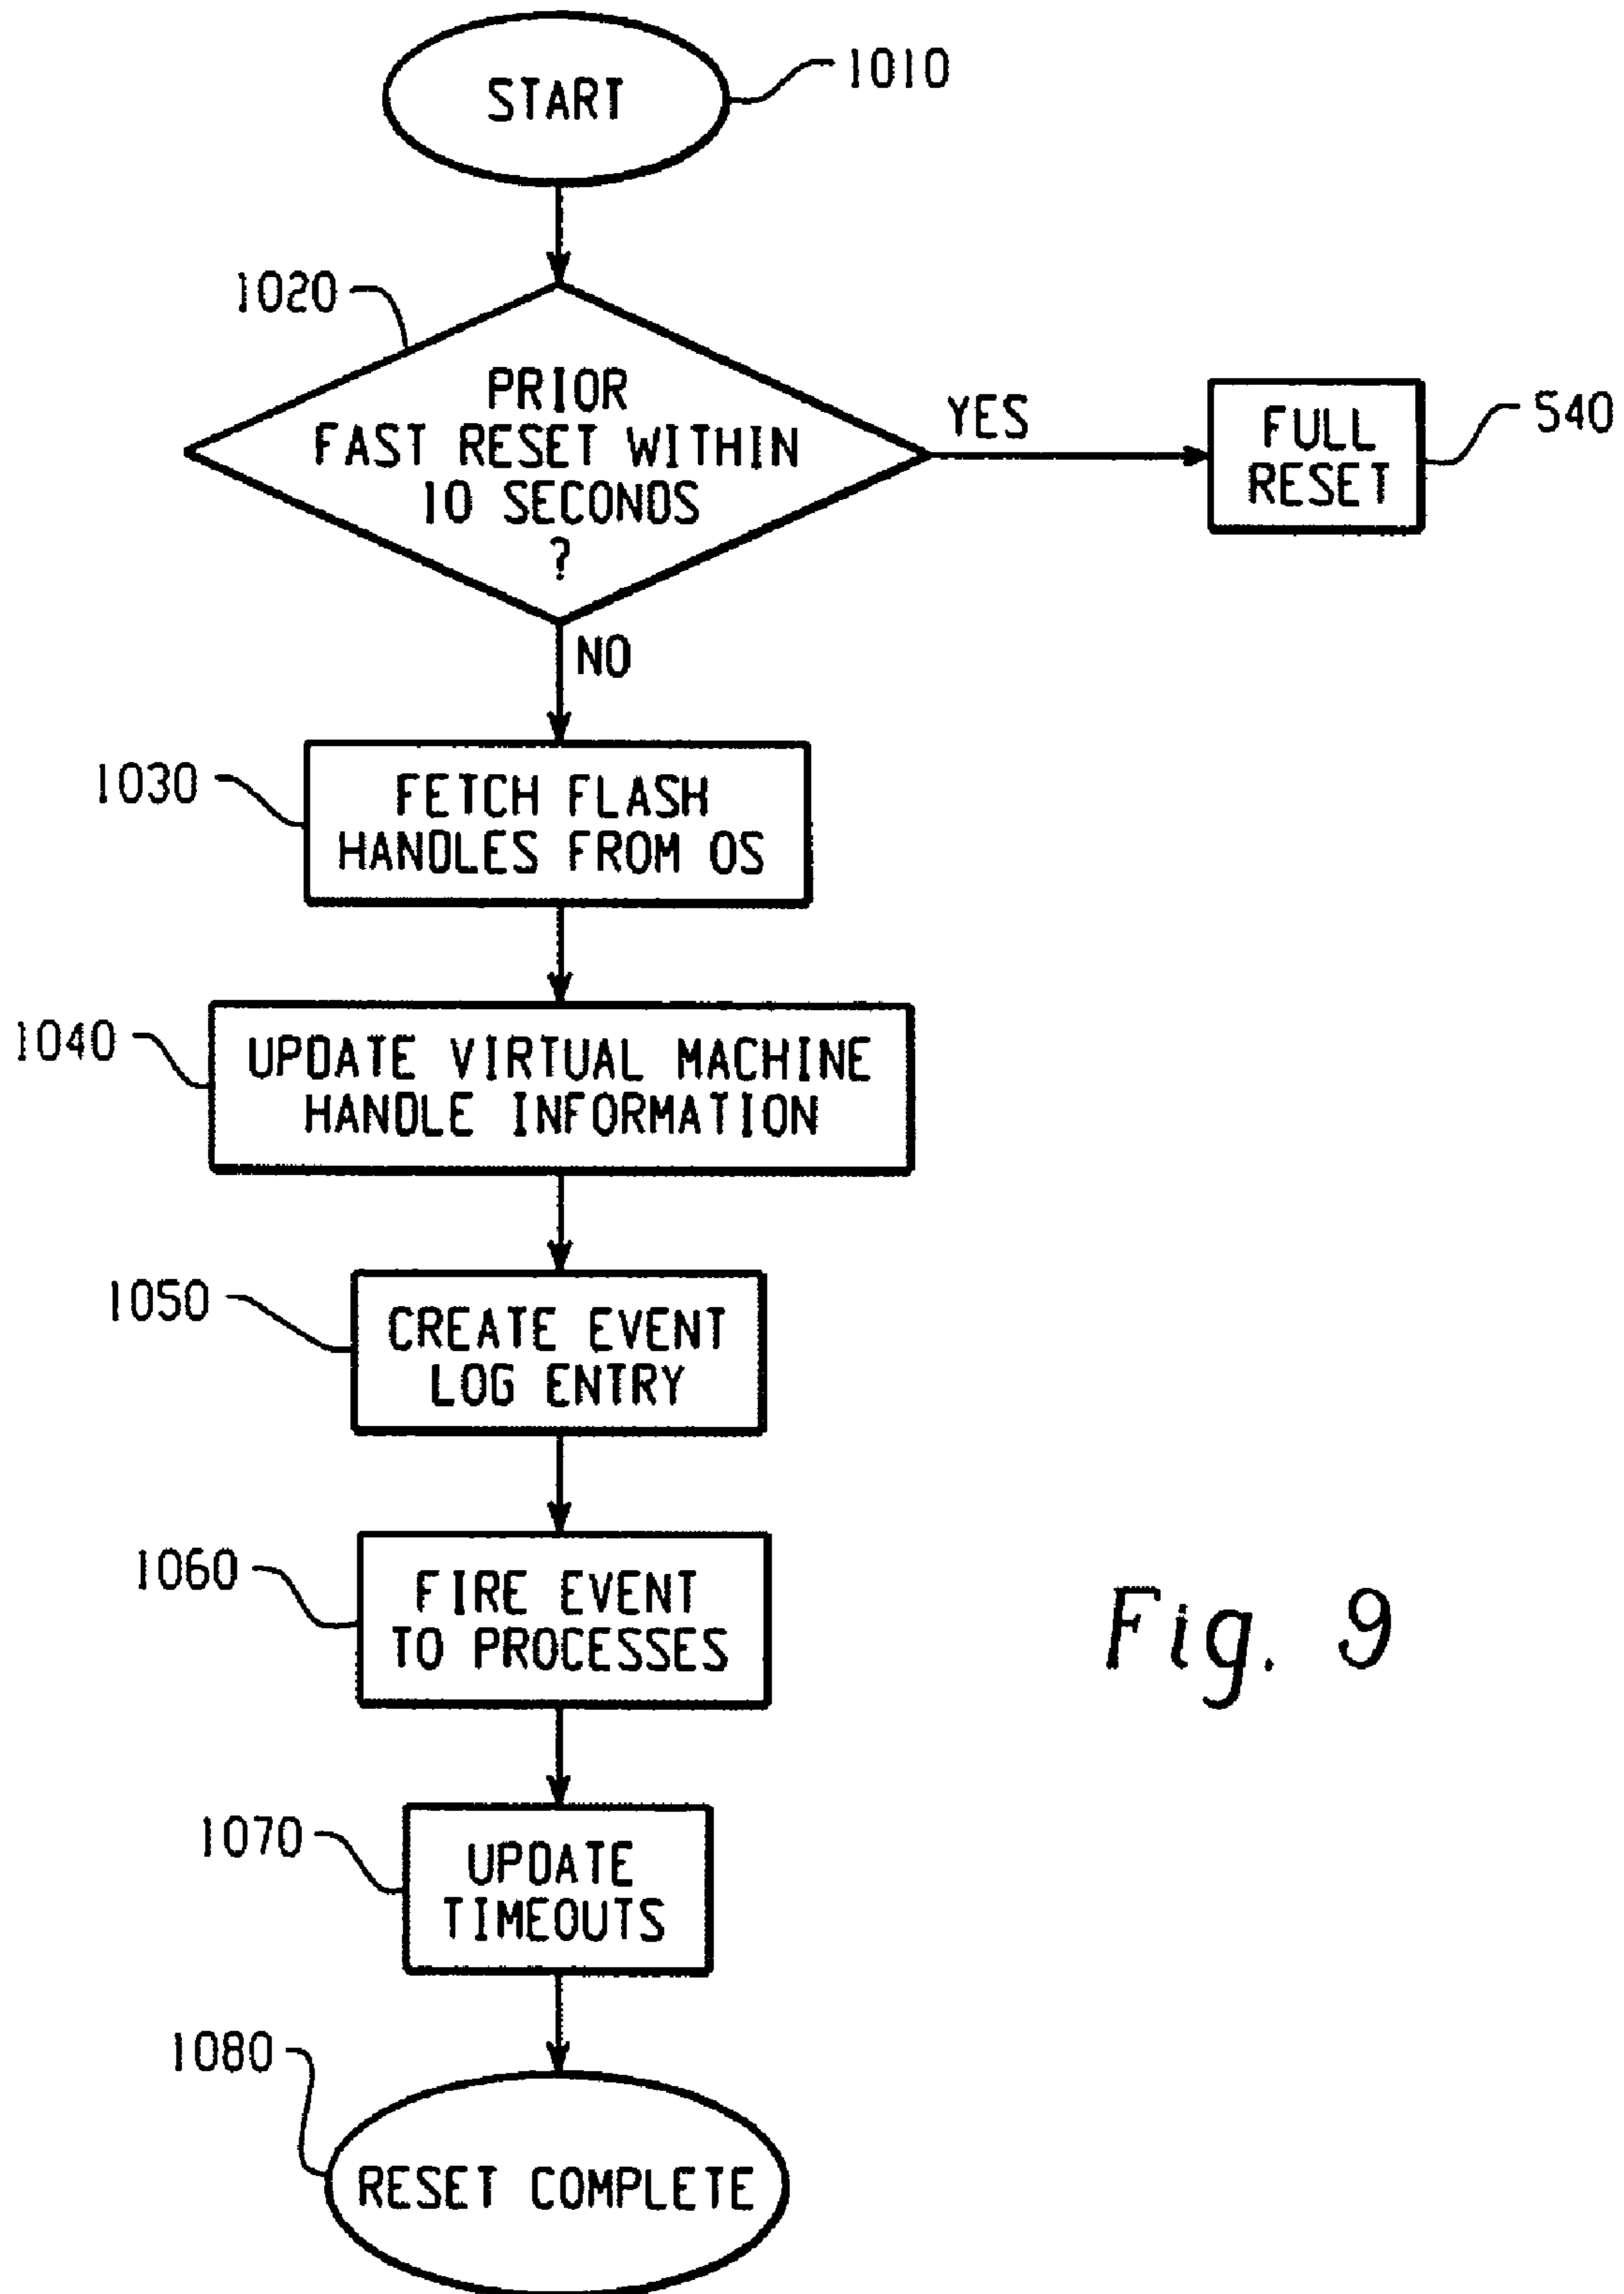 START
1010
1020
PRIOR
FAST RESET WITHIN
10 SECONDS
?
YES
FULL
RESET
540
NO
1030
FETCH FLASH
HANDLES FROM OS
1040
UPDATE VIRTUAL MACHINE
HANDLE INFORMATION
1050
CREATE EVENT
LOG ENTRY
1060
FIRE EVENT
TO PROCESSES
Fig. 9
1070
UPDATE
TIMEOUTS
1080
RESET COMPLETE